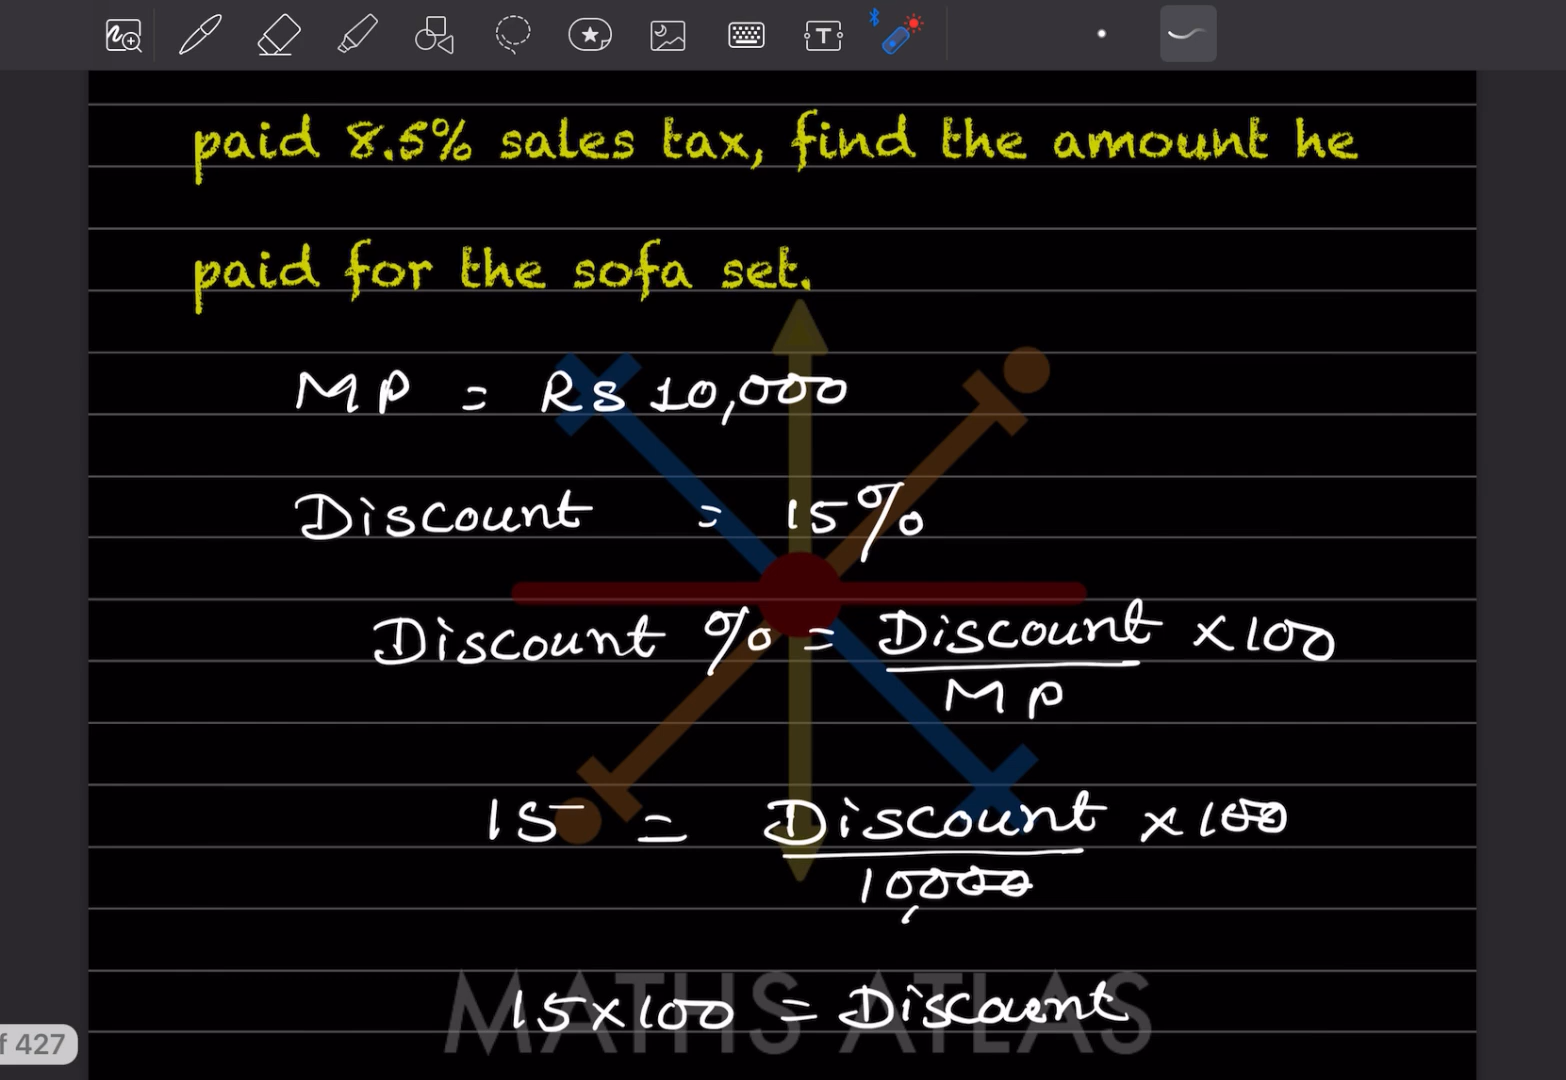 paid 8.5% sales tax, find the amount he
paid for the sofa set.
MP = Rs 10,000
Discount = 15%
Discount % = Discount × 100
MP
15 = Discount × 100
10,000
15×100 = Discount
MATHS ATLAS
f 427